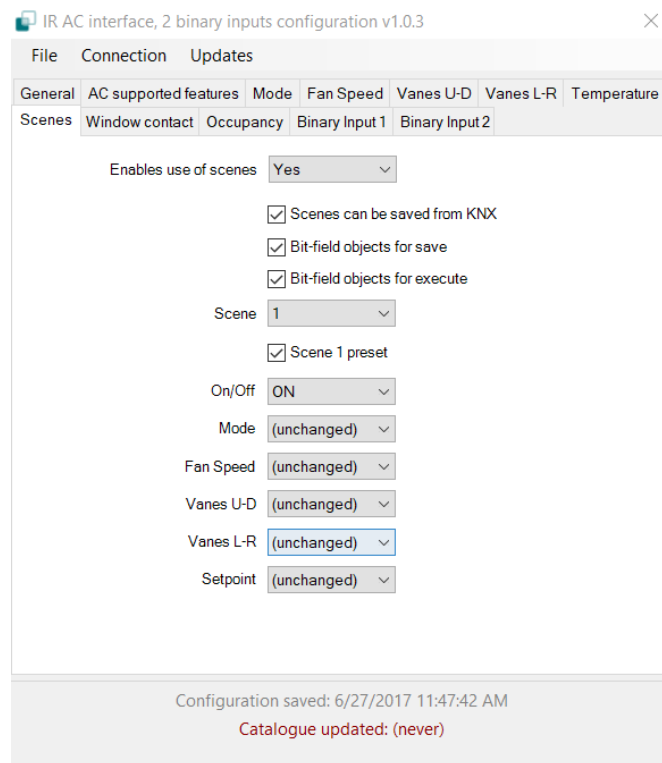 IR AC interface, 2 binary inputs configuration v1.0.3
File Connection Updates
General AC supported features Mode Fan Speed Vanes U-D Vanes L-R Temperature
Scenes Window contact Occupancy Binary Input 1 Binary Input 2
Enables use of scenes Yes
Scenes can be saved from KNX
Bit-field objects for save
Bit-field objects for execute
Scene 1
Scene 1 preset
On/Off ON
Mode (unchanged)
Fan Speed (unchanged)
Vanes U-D (unchanged)
Vanes L-R (unchanged)
Setpoint (unchanged)
Configuration saved: 6/27/2017 11:47:42 AM
Catalogue updated: (never)